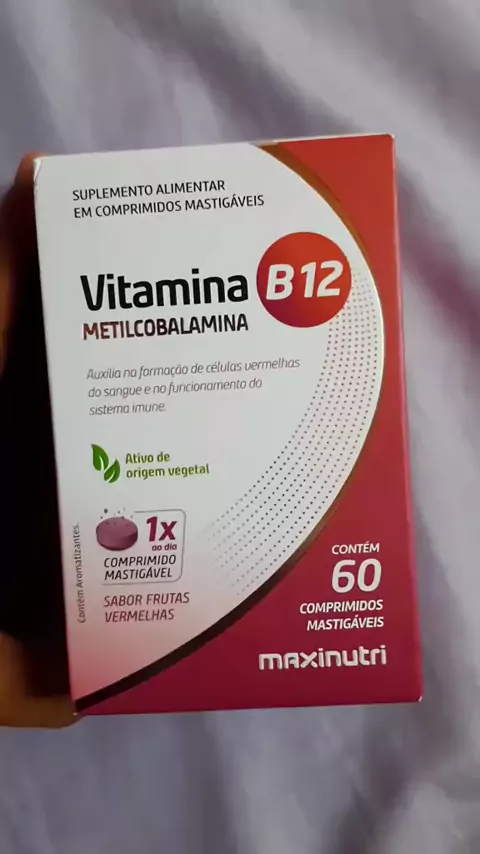 SUPLEMENTO ALIMENTAR
EM COMPRIMIDOS MASTIGÁVEIS
Vitamina B12
METILCOBALAMINA
Auxilia na formação de células vermelhas
do sangue e no funcionamento do
sistema imune.
Ativo de
origem vegetal
1x
ao dia
COMPRIMIDO
MASTIGÁVEL
SABOR FRUTAS
VERMELHAS
Contém Aromatizantes.
CONTÉM
60
COMPRIMIDOS
MASTIGÁVEIS
maxinutri